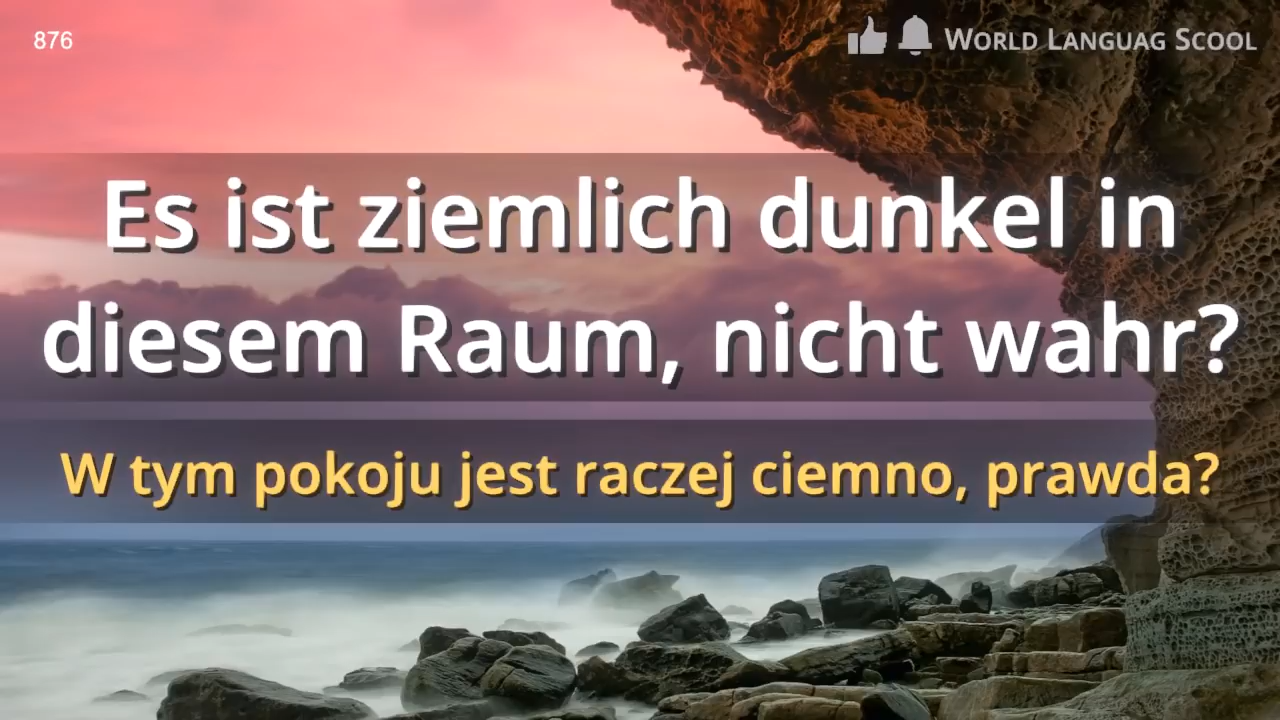 876
WORLD LANGUAG SCOOL
Es ist ziemlich dunkel in
diesem Raum, nicht wahr?
W tym pokoju jest raczej ciemno, prawda?